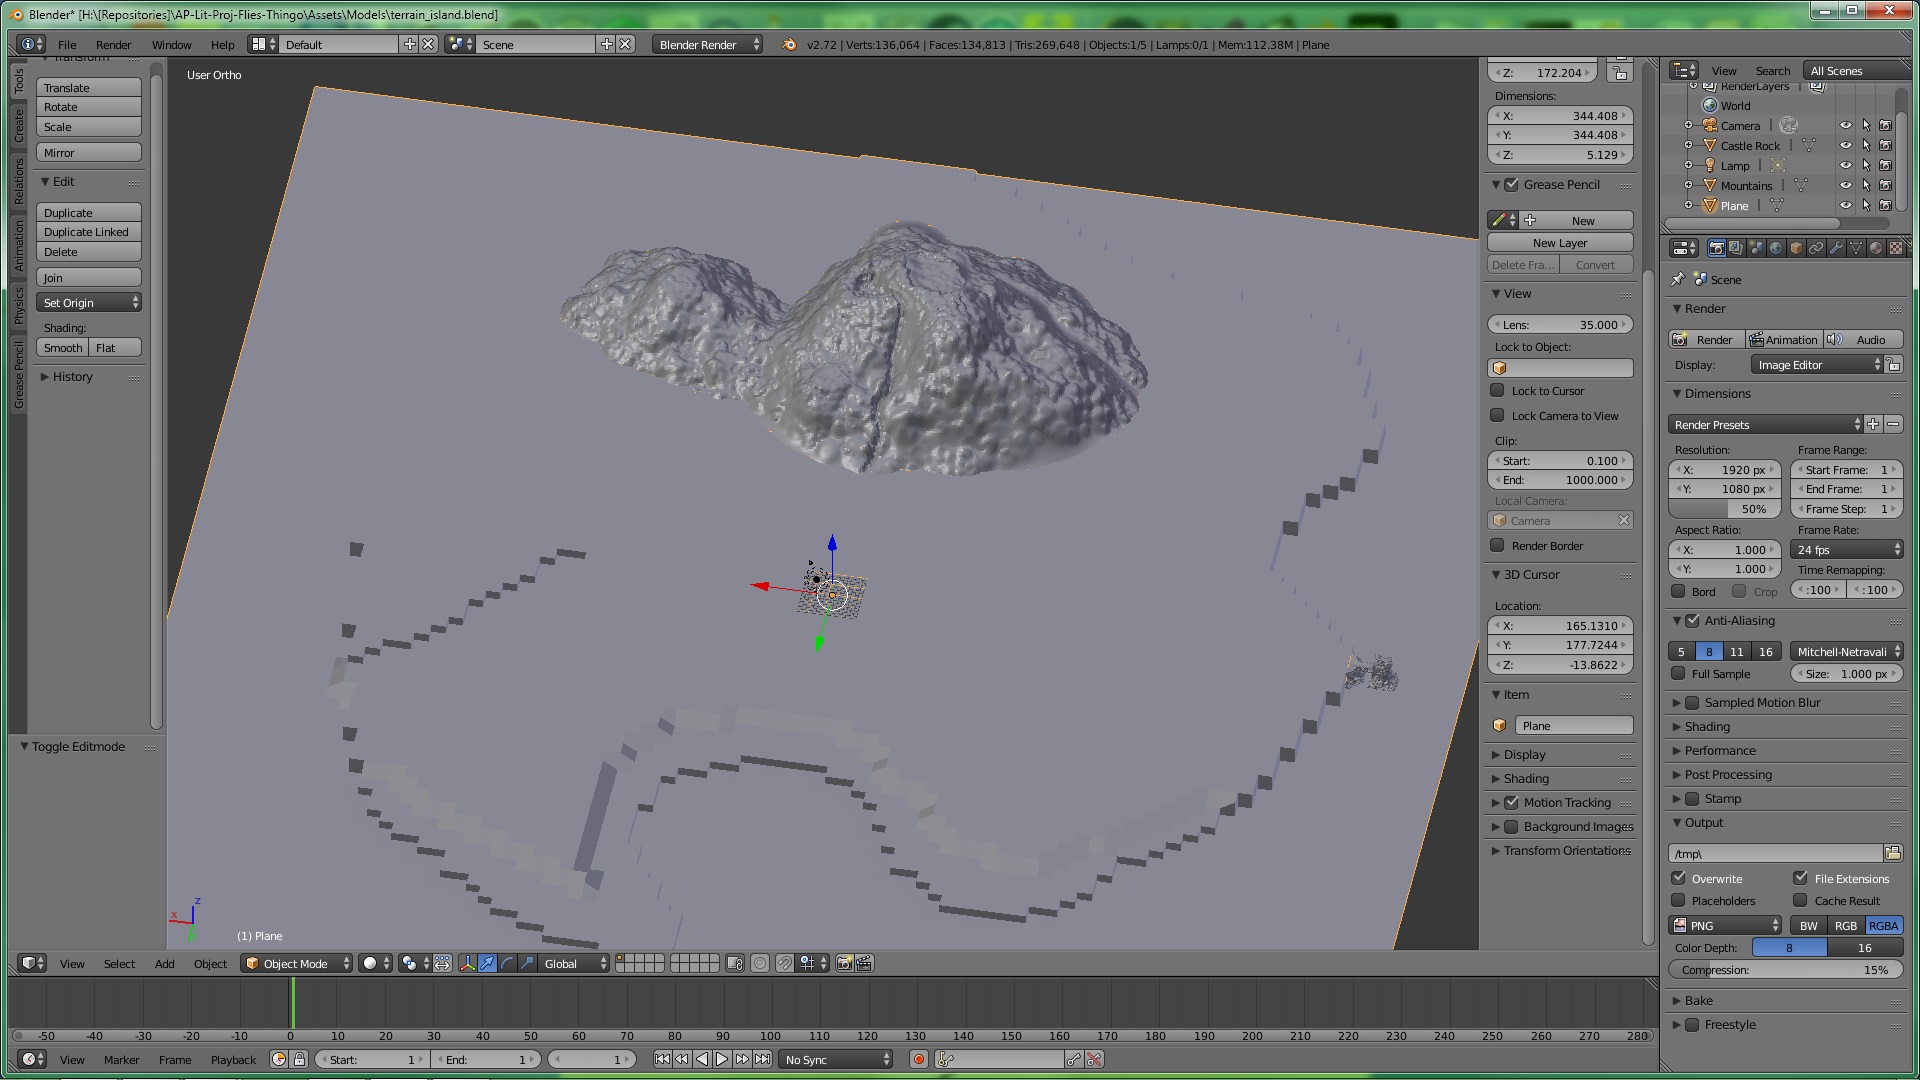 Blender* [H:\[Repositories]\AP-Lit-Proj-Flies-Thingo\Assets\Models\terrain_island.blend]
File Render Window Help Default Scene Blender Render v2.72 | Verts:136,064 | Faces:134,813 | Tris:269,648 | Objects:1/5 | Lamps:0/1 | Mem:112.38M | Plane
Tools
Create
Relations
Animation
Physics
Grease Pencil
Transform
Translate
Rotate
Scale
Mirror
Edit
Duplicate
Duplicate Linked
Delete
Join
Set Origin
Shading:
Smooth Flat
History
Toggle Editmode
User Ortho
x
z
(1) Plane
Z: 172.204
Dimensions:
X: 344.408
Y: 344.408
Z: 5.129
Grease Pencil
New
New Layer
Delete Fra... Convert
View
Lens: 35.000
Lock to Object:
Lock to Cursor
Lock Camera to View
Clip:
Start: 0.100
End: 1000.000
Local Camera:
Camera
Render Border
3D Cursor
Location:
X: 165.1310
Y: 177.7244
Z: -13.8622
Item
Plane
Display
Shading
Motion Tracking
Background Images
Transform Orientations
View Search All Scenes
RenderLayers
World
Camera
Castle Rock
Lamp
Mountains
Plane
Scene
Render
Render Animation Audio
Display: Image Editor
Dimensions
Render Presets
Resolution: Frame Range:
X: 1920 px Start Frame: 1
Y: 1080 px End Frame: 1
50% Frame Step: 1
Aspect Ratio: Frame Rate:
X: 1.000 24 fps
Y: 1.000 Time Remapping:
Bord Crop :100 :100
Anti-Aliasing
5 8 11 16 Mitchell-Netravali
Full Sample Size: 1.000 px
Sampled Motion Blur
Shading
Performance
Post Processing
Stamp
Output
/tmp\
Overwrite File Extensions
Placeholders Cache Result
PNG BW RGB RGBA
Color Depth: 8 16
Compression: 15%
Bake
Freestyle
View Select Add Object Object Mode Global
-50 -40 -30 -20 -10 0 10 20 30 40 50 60 70 80 90 100 110 120 130 140 150 160 170 180 190 200 210 220 230 240 250 260 270 280
View Marker Frame Playback Start: 1 End: 1 1 No Sync